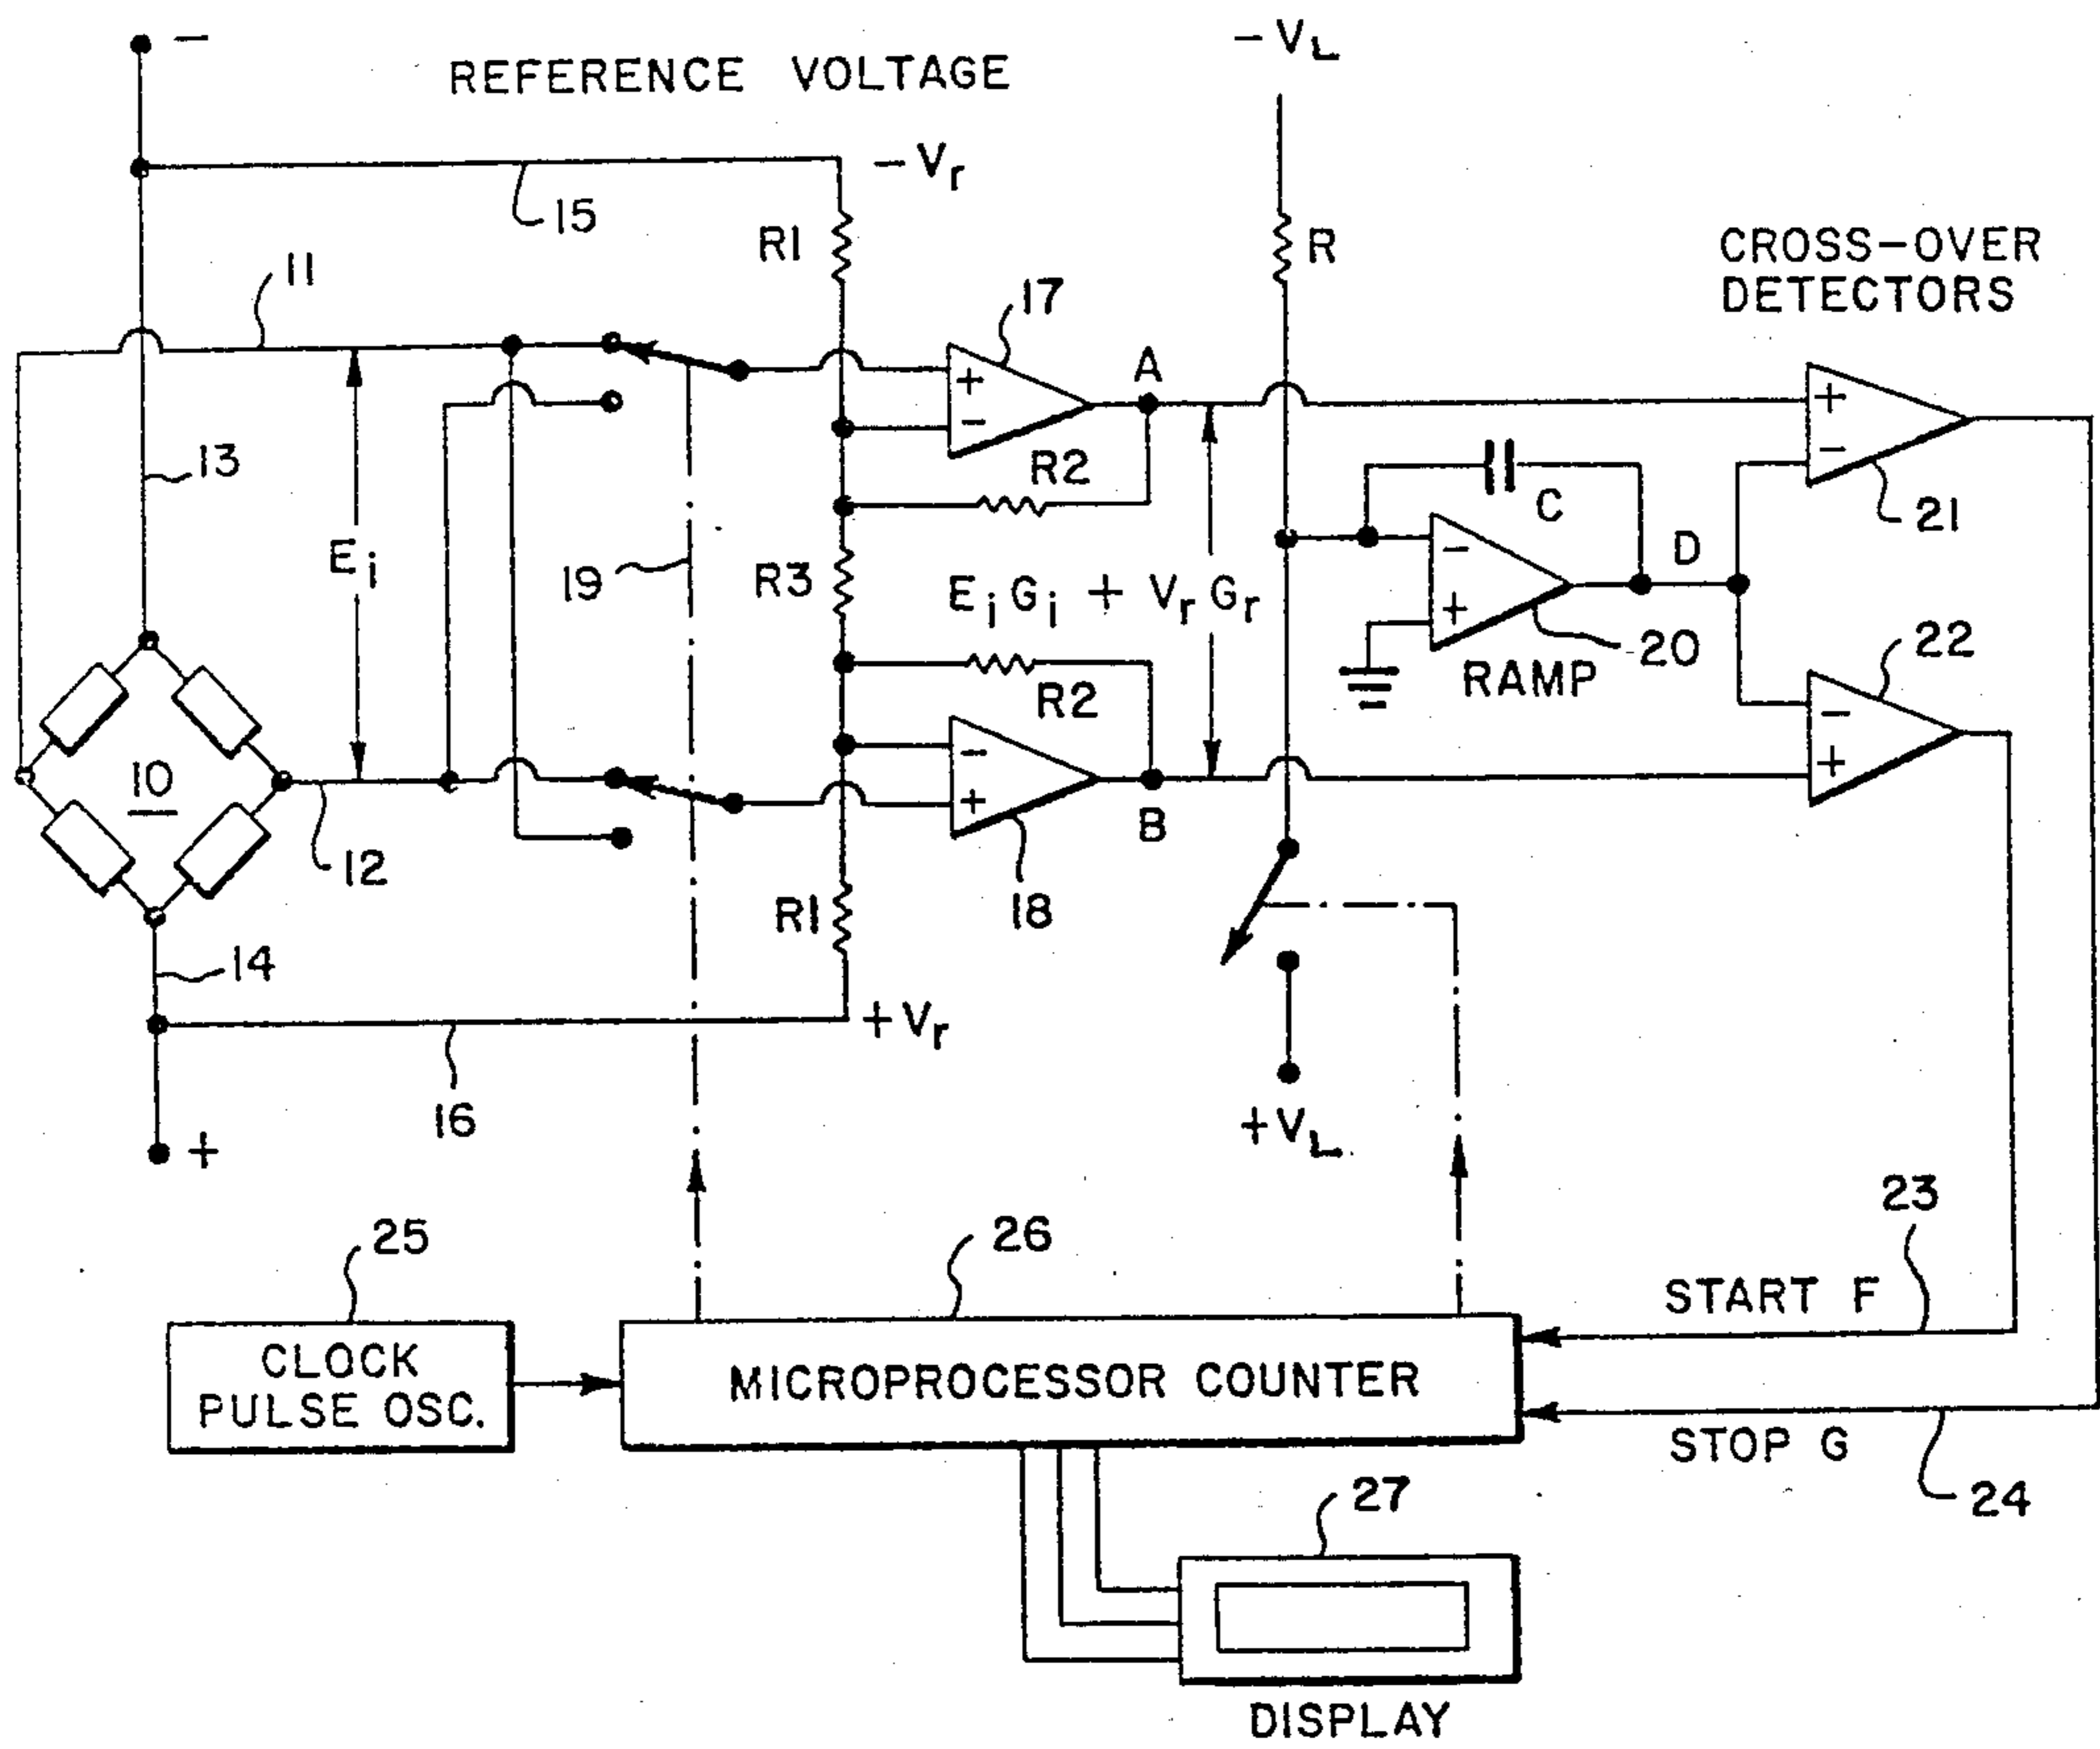 −
REFERENCE VOLTAGE
−VL
−Vr
15
R1
R
CROSS-OVER
DETECTORS
11
17
A
+
−
+
−
13
R2
C
21
Ei
19
R3
EiGi + VrGr
−
+
D
20
RAMP
22
R2
10
−
+
−
+
12
B
R1
18
14
+Vr
16
+VL
+
23
25
26
START F
CLOCK
PULSE OSC.
MICROPROCESSOR COUNTER
STOP G
24
27
DISPLAY